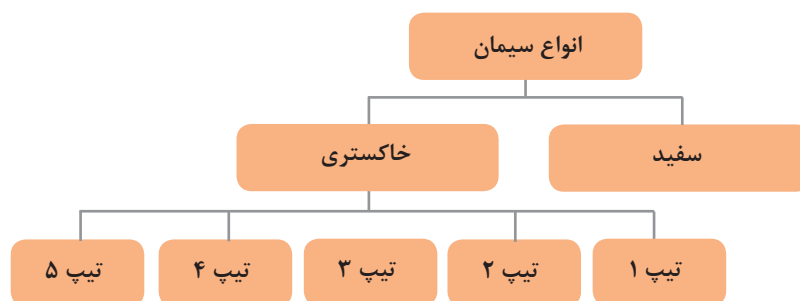 انواع سیمان
سفید
خاکستری
تیپ ۱
تیپ ۲
تیپ ۳
تیپ ۴
تیپ ۵